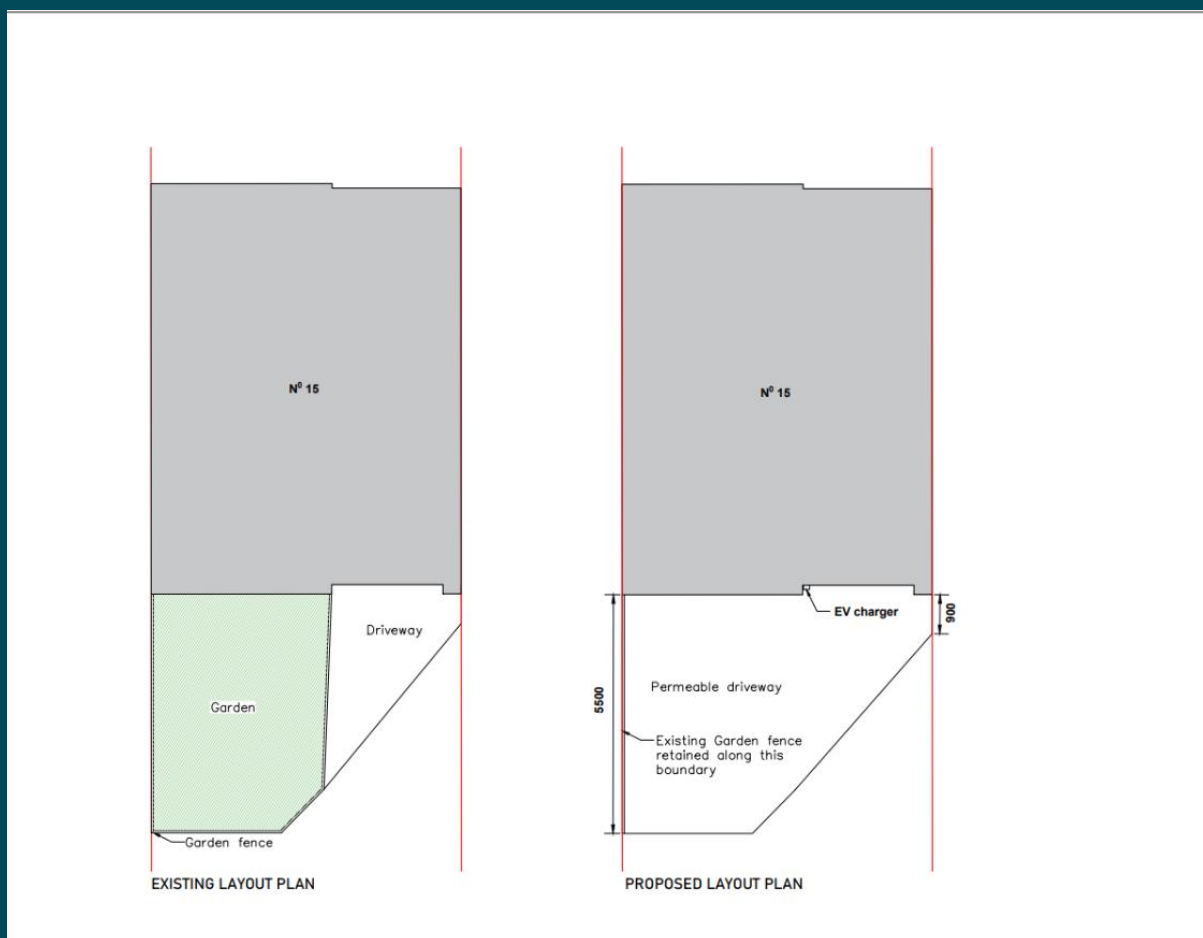 Nº 15
Driveway
Garden
Garden fence
EXISTING LAYOUT PLAN
Nº 15
EV charger
900
5500
Permeable driveway
Existing Garden fence
retained along this
boundary
PROPOSED LAYOUT PLAN